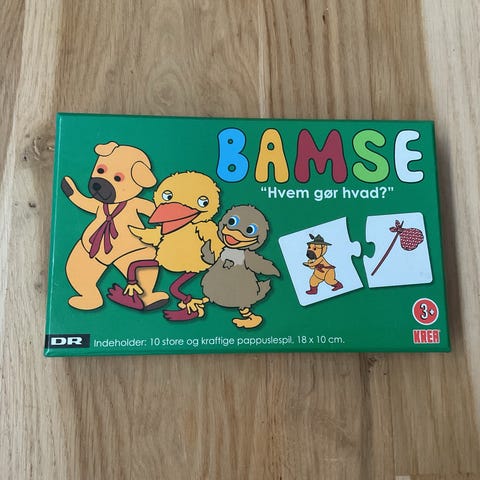 BAMSE
"Hvem gør hvad?"
3+
KREA
DR
Indeholder: 10 store og kraftige pappuslespil, 18 x 10 cm.